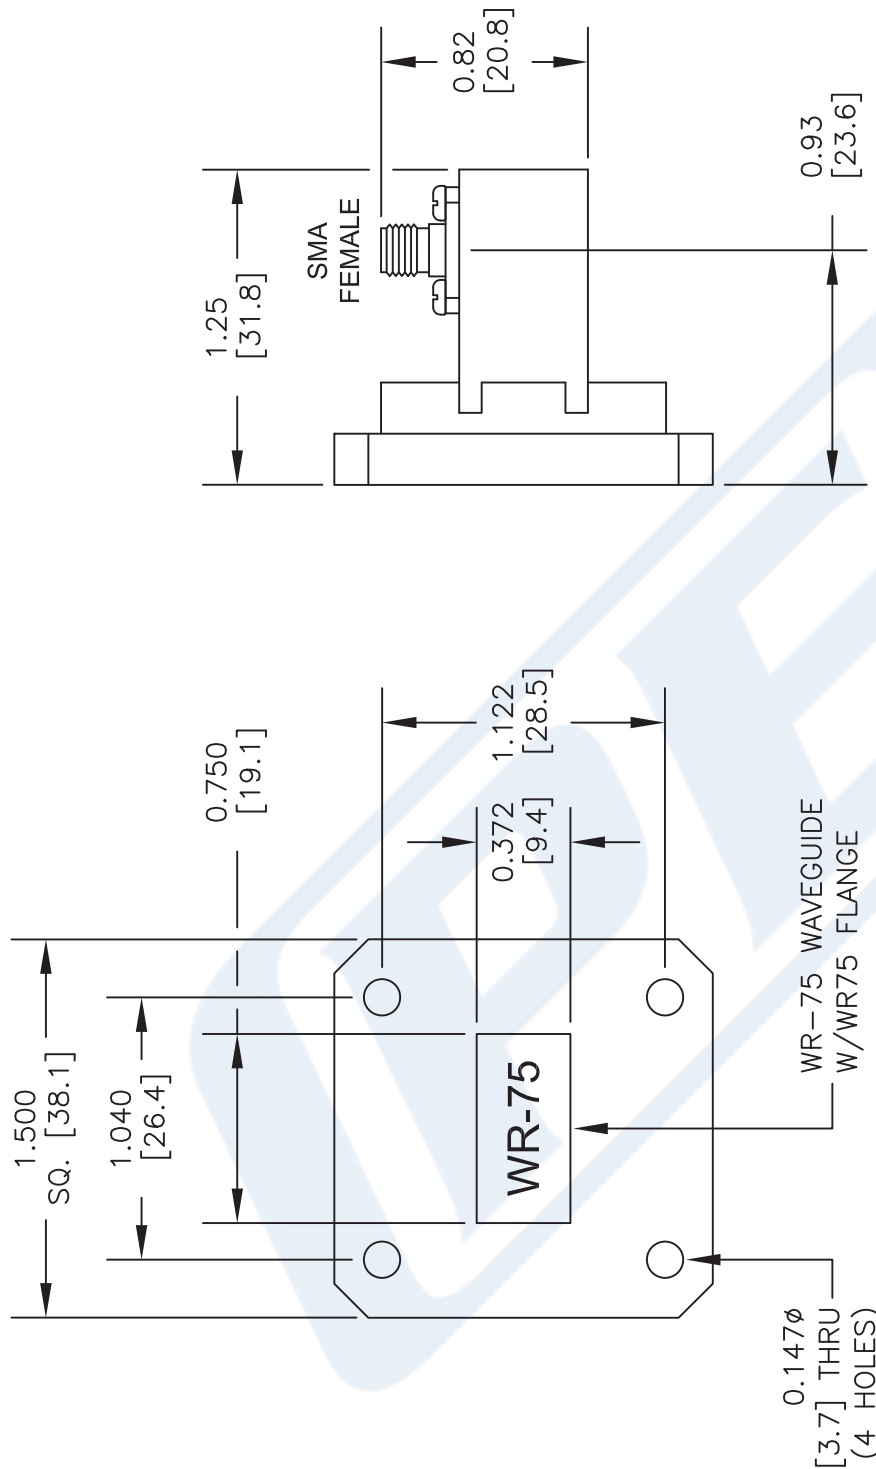 1.500
SQ. [38.1]
1.040
[26.4]
0.750
[19.1]
0.372
[9.4]
1.122
[28.5]
WR-75
WR-75 WAVEGUIDE
W/WR75 FLANGE
0.147ø
[3.7] THRU
(4 HOLES)
1.25
[31.8]
SMA
FEMALE
0.82
[20.8]
0.93
[23.6]